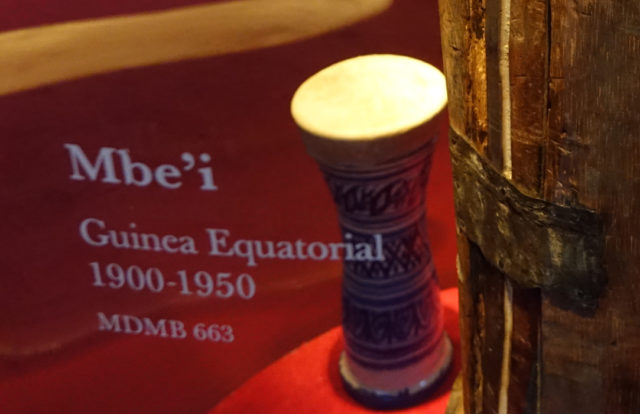 Mbe’i
Guinea Equatorial
1900-1950
MDMB 663